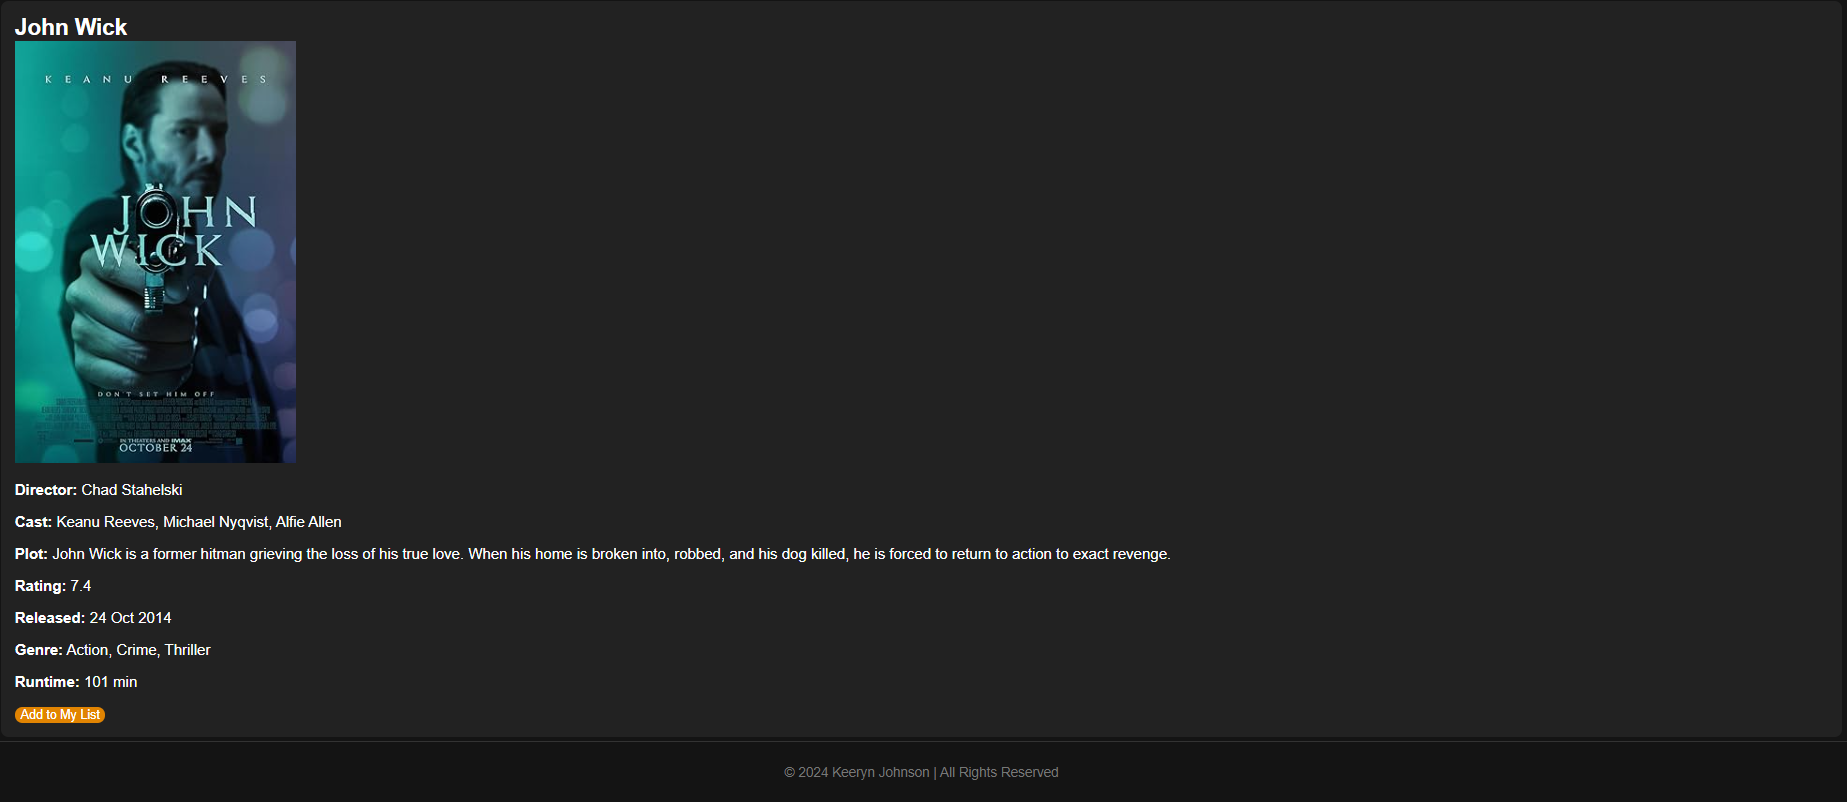 John Wick
KEANU REEVES
JOHN
WICK
DON'T SET HIM OFF
IN THEATERS AND IMAX
OCTOBER 24
Director: Chad Stahelski
Cast: Keanu Reeves, Michael Nyqvist, Alfie Allen
Plot: John Wick is a former hitman grieving the loss of his true love. When his home is broken into, robbed, and his dog killed, he is forced to return to action to exact revenge.
Rating: 7.4
Released: 24 Oct 2014
Genre: Action, Crime, Thriller
Runtime: 101 min
Add to My List
© 2024 Keeryn Johnson | All Rights Reserved